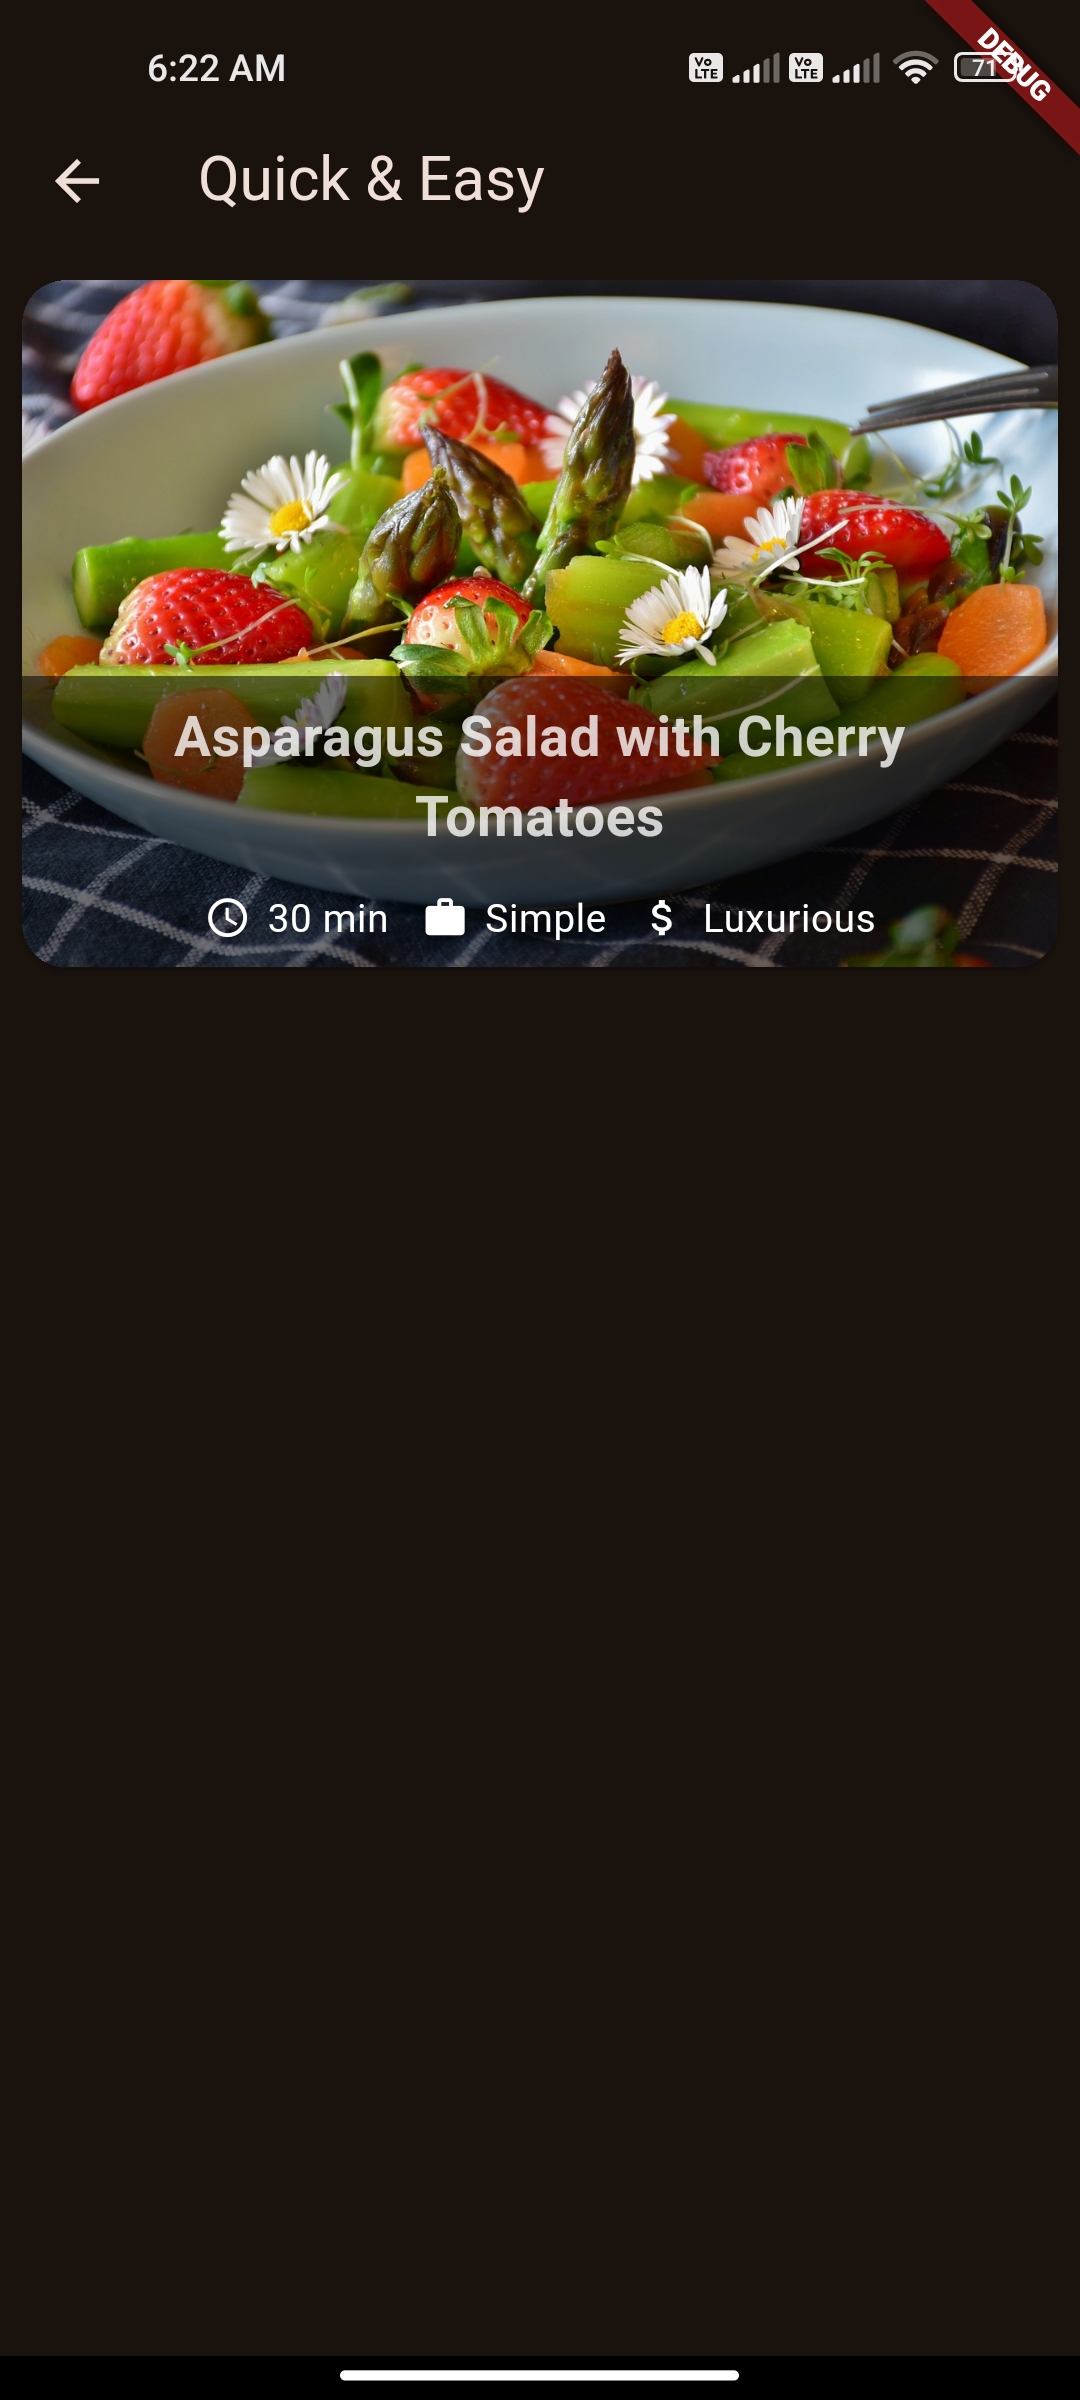 6:22 AM
Vo LTE Vo LTE 71
DEBUG
Quick & Easy
Asparagus Salad with Cherry
Tomatoes
30 min Simple $ Luxurious